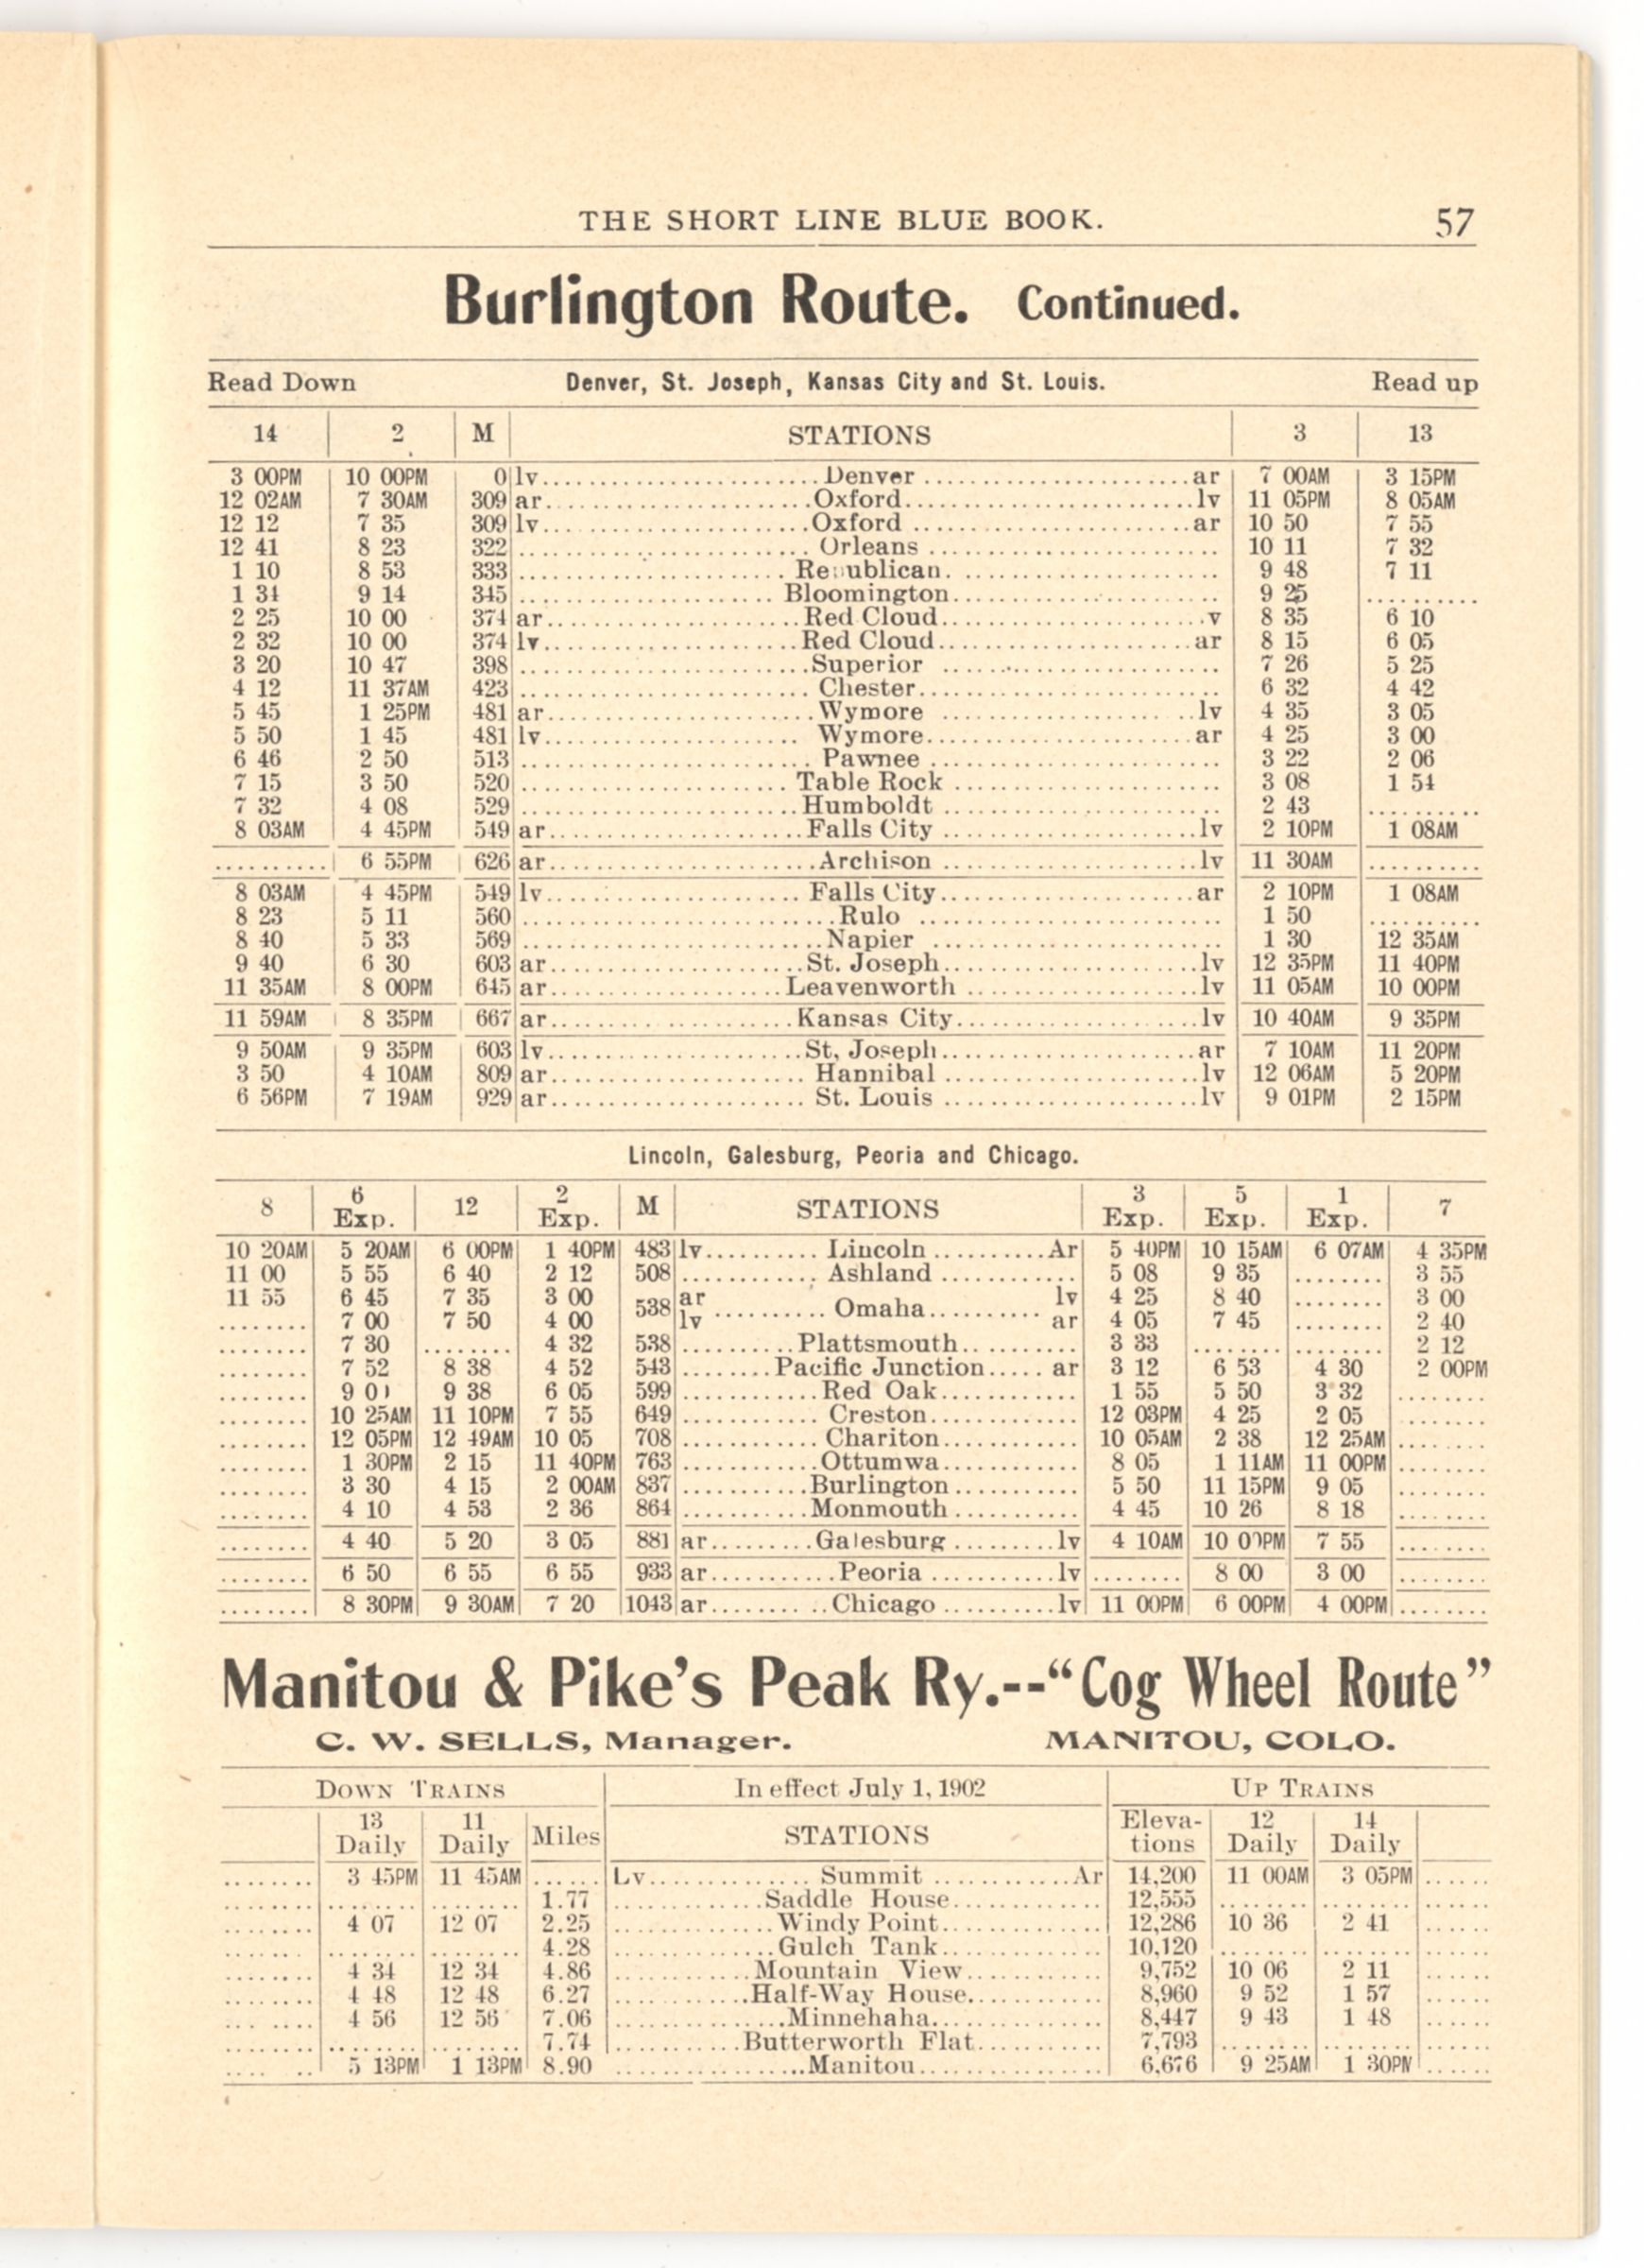 THE SHORT LINE BLUE BOOK. 57
Burlington Route. Continued.
Read Down Denver, St. Joseph, Kansas City and St. Louis. Read up
14 2 M STATIONS 3 13
3 00PM 10 00PM 0 lv Denver ar 7 00AM 3 15PM
12 02AM 7 30AM 309 ar Oxford lv 11 05PM 8 05AM
12 12 7 35 309 lv Oxford ar 10 50 7 55
12 41 8 23 322 Orleans 10 11 7 32
1 10 8 53 333 Republican 9 48 7 11
1 34 9 14 345 Bloomington 9 25
2 25 10 00 374 ar Red Cloud v 8 35 6 10
2 32 10 00 374 lv Red Cloud ar 8 15 6 05
3 20 10 47 398 Superior 7 26 5 25
4 12 11 37AM 423 Chester 6 32 4 42
5 45 1 25PM 481 ar Wymore lv 4 35 3 05
5 50 1 45 481 lv Wymore ar 4 25 3 00
6 46 2 50 513 Pawnee 3 22 2 06
7 15 3 50 520 Table Rock 3 08 1 54
7 32 4 08 529 Humboldt 2 43
8 03AM 4 45PM 549 ar Falls City lv 2 10PM 1 08AM
6 55PM 626 ar Archison lv 11 30AM
8 03AM 4 45PM 549 lv Falls City ar 2 10PM 1 08AM
8 23 5 11 560 Rulo 1 50
8 40 5 33 569 Napier 1 30 12 35AM
9 40 6 30 603 ar St. Joseph lv 12 35PM 11 40PM
11 35AM 8 00PM 645 ar Leavenworth lv 11 05AM 10 00PM
11 59AM 8 35PM 667 ar Kansas City lv 10 40AM 9 35PM
9 50AM 9 35PM 603 lv St, Joseph ar 7 10AM 11 20PM
3 50 4 10AM 809 ar Hannibal lv 12 06AM 5 20PM
6 56PM 7 19AM 929 ar St. Louis lv 9 01PM 2 15PM
Lincoln, Galesburg, Peoria and Chicago.
8 6 Exp. 12 2 Exp. M STATIONS 3 Exp. 5 Exp. 1 Exp. 7
10 20AM 5 20AM 6 00PM 1 40PM 483 lv Lincoln Ar 5 40PM 10 15AM 6 07AM 4 35PM
11 00 5 55 6 40 2 12 508 Ashland 5 08 9 35 3 55
11 55 6 45 7 35 3 00 538 ar Omaha lv 4 25 8 40 3 00
7 00 7 50 4 00 lv ar 4 05 7 45 2 40
7 30 4 32 538 Plattsmouth 3 33 2 12
7 52 8 38 4 52 543 Pacific Junction ar 3 12 6 53 4 30 2 00PM
9 01 9 38 6 05 599 Red Oak 1 55 5 50 3 32
10 25AM 11 10PM 7 55 649 Creston 12 03PM 4 25 2 05
12 05PM 12 49AM 10 05 708 Chariton 10 05AM 2 38 12 25AM
1 30PM 2 15 11 40PM 763 Ottumwa 8 05 1 11AM 11 00PM
3 30 4 15 2 00AM 837 Burlington 5 50 11 15PM 9 05
4 10 4 53 2 36 864 Monmouth 4 45 10 26 8 18
4 40 5 20 3 05 881 ar Galesburg lv 4 10AM 10 00PM 7 55
6 50 6 55 6 55 933 ar Peoria lv 8 00 3 00
8 30PM 9 30AM 7 20 1043 ar Chicago lv 11 00PM 6 00PM 4 00PM
Manitou & Pike's Peak Ry.--"Cog Wheel Route"
C. W. SELLS, Manager. MANITOU, COLO.
DOWN TRAINS In effect July 1, 1902 UP TRAINS
13 Daily 11 Daily Miles STATIONS Eleva-tions 12 Daily 14 Daily
3 45PM 11 45AM Lv Summit Ar 14,200 11 00AM 3 05PM
1.77 Saddle House 12,555
4 07 12 07 2.25 Windy Point 12,286 10 36 2 41
4.28 Gulch Tank 10,120
4 34 12 34 4.86 Mountain View 9,752 10 06 2 11
4 48 12 48 6.27 Half-Way House 8,960 9 52 1 57
4 56 12 56 7.06 Minnehaha 8,447 9 43 1 48
7.74 Butterworth Flat 7,793
5 13PM 1 13PM 8.90 Manitou 6,676 9 25AM 1 30PM